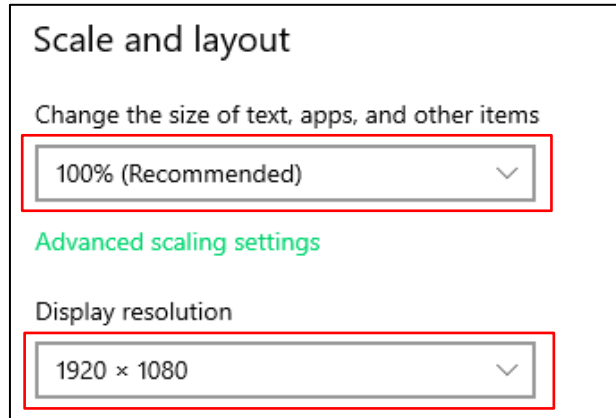 Scale and layout
Change the size of text, apps, and other items
100% (Recommended)
Advanced scaling settings
Display resolution
1920 × 1080